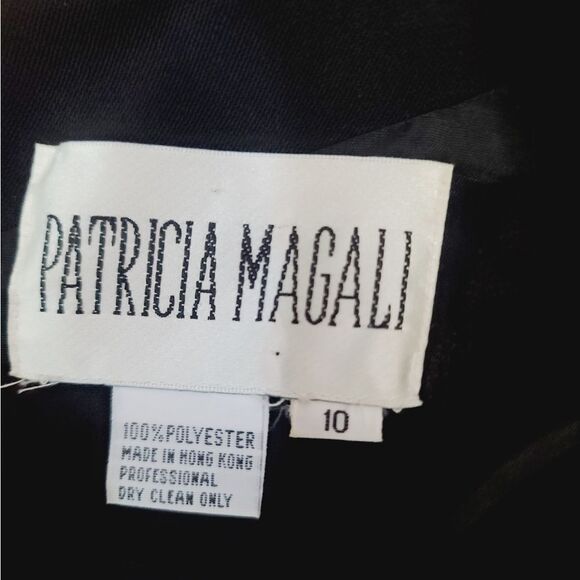 PATRICIA MAGALI
10
100% POLYESTER
MADE IN HONG KONG
PROFESSIONAL
DRY CLEAN ONLY